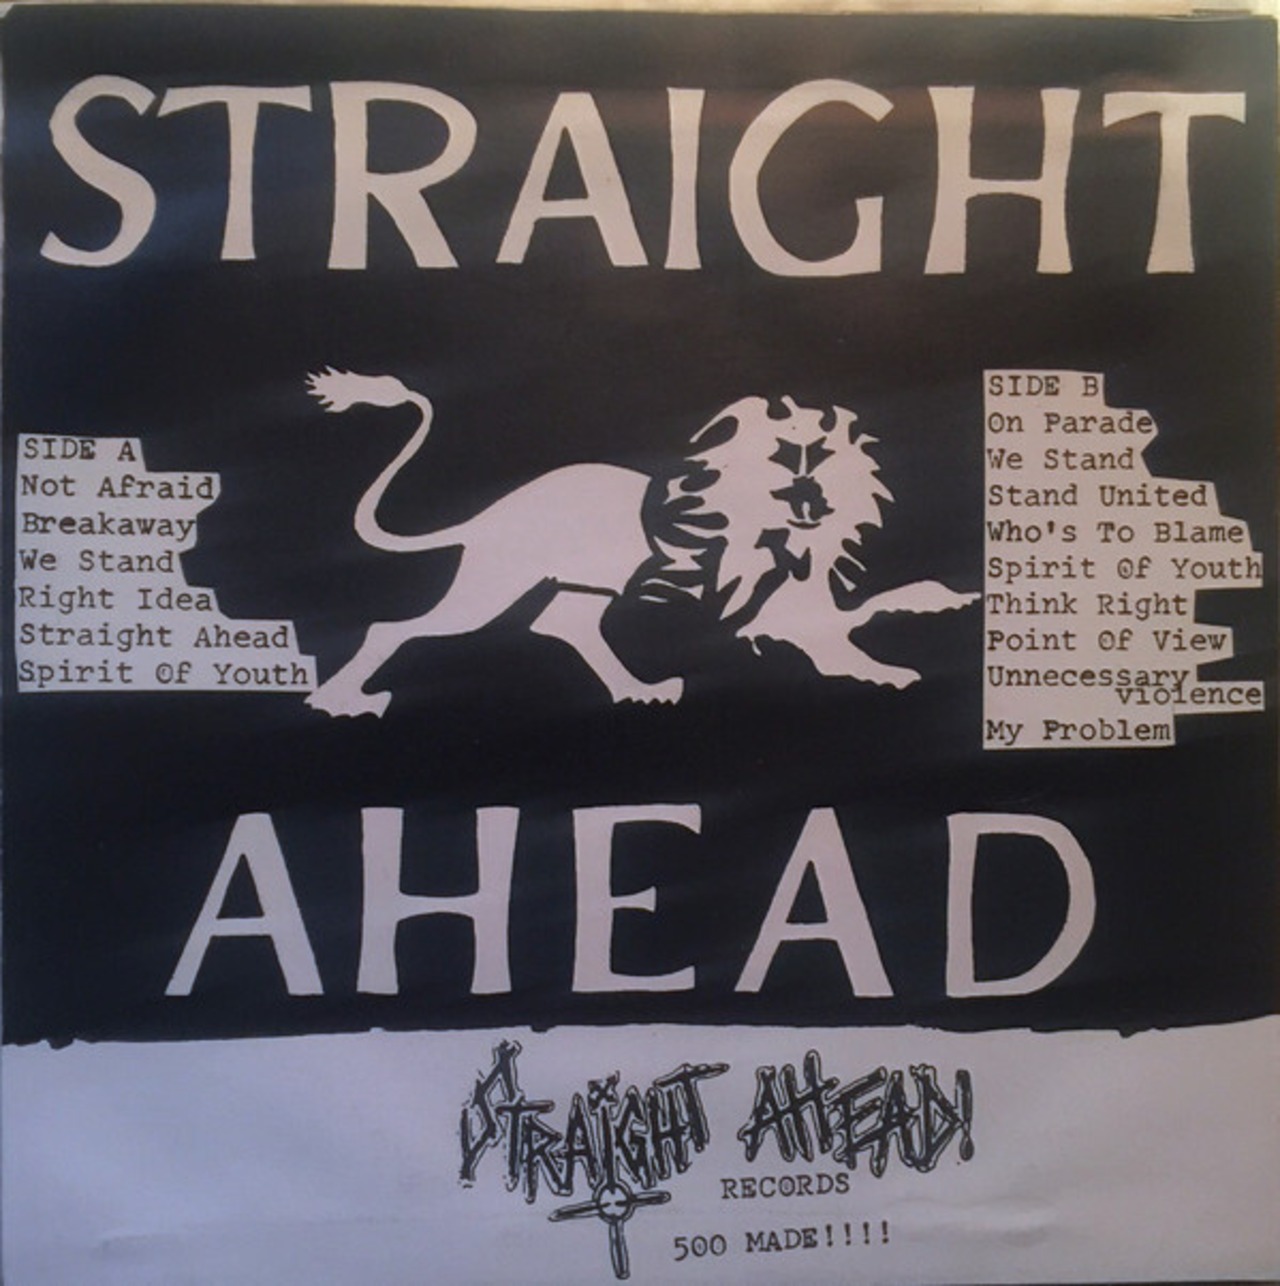 STRAIGHT
SIDE A
Not Afraid
Breakaway
We Stand
Right Idea
Straight Ahead
Spirit Of Youth
SIDE B
On Parade
We Stand
Stand United
Who's To Blame
Spirit Of Youth
Think Right
Point Of View
Unnecessary
violence
My Problem
AHEAD
STRAIGHT AHEAD!
RECORDS
500 MADE!!!!